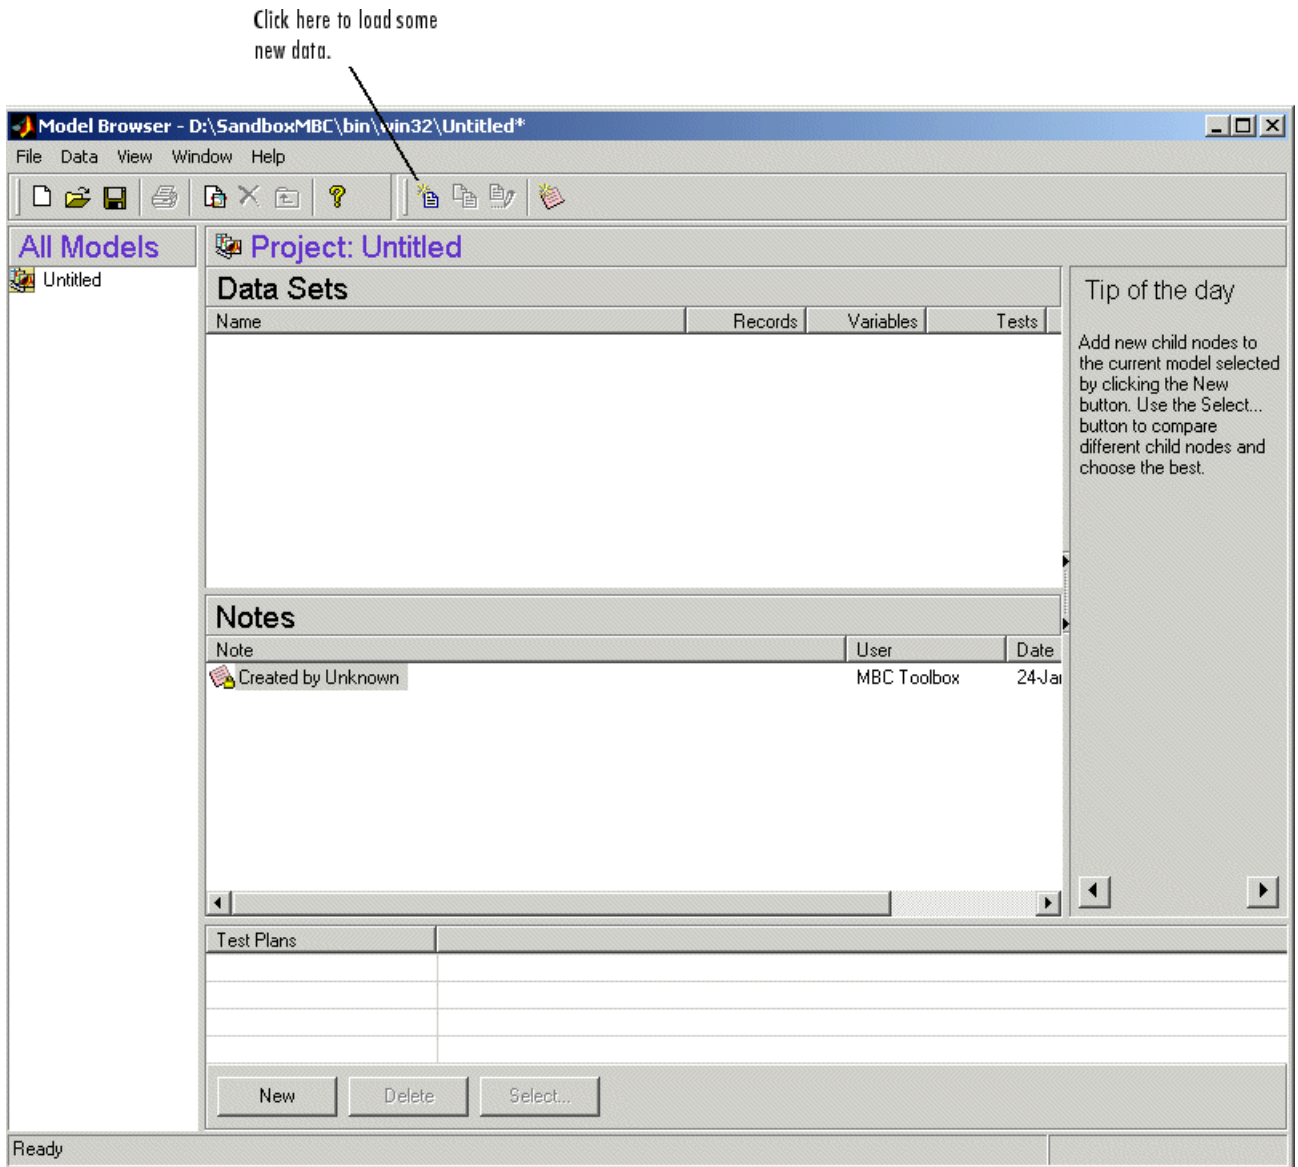 Click here to load some
new data.
Model Browser - D:\SandboxMBC\bin\win32\Untitled*
File Data View Window Help
All Models
Project: Untitled
Untitled
Data Sets
Name Records Variables Tests
Tip of the day
Add new child nodes to
the current model selected
by clicking the New
button. Use the Select...
button to compare
different child nodes and
choose the best.
Notes
Note User Date
Created by Unknown MBC Toolbox 24-Jan
Test Plans
New Delete Select...
Ready